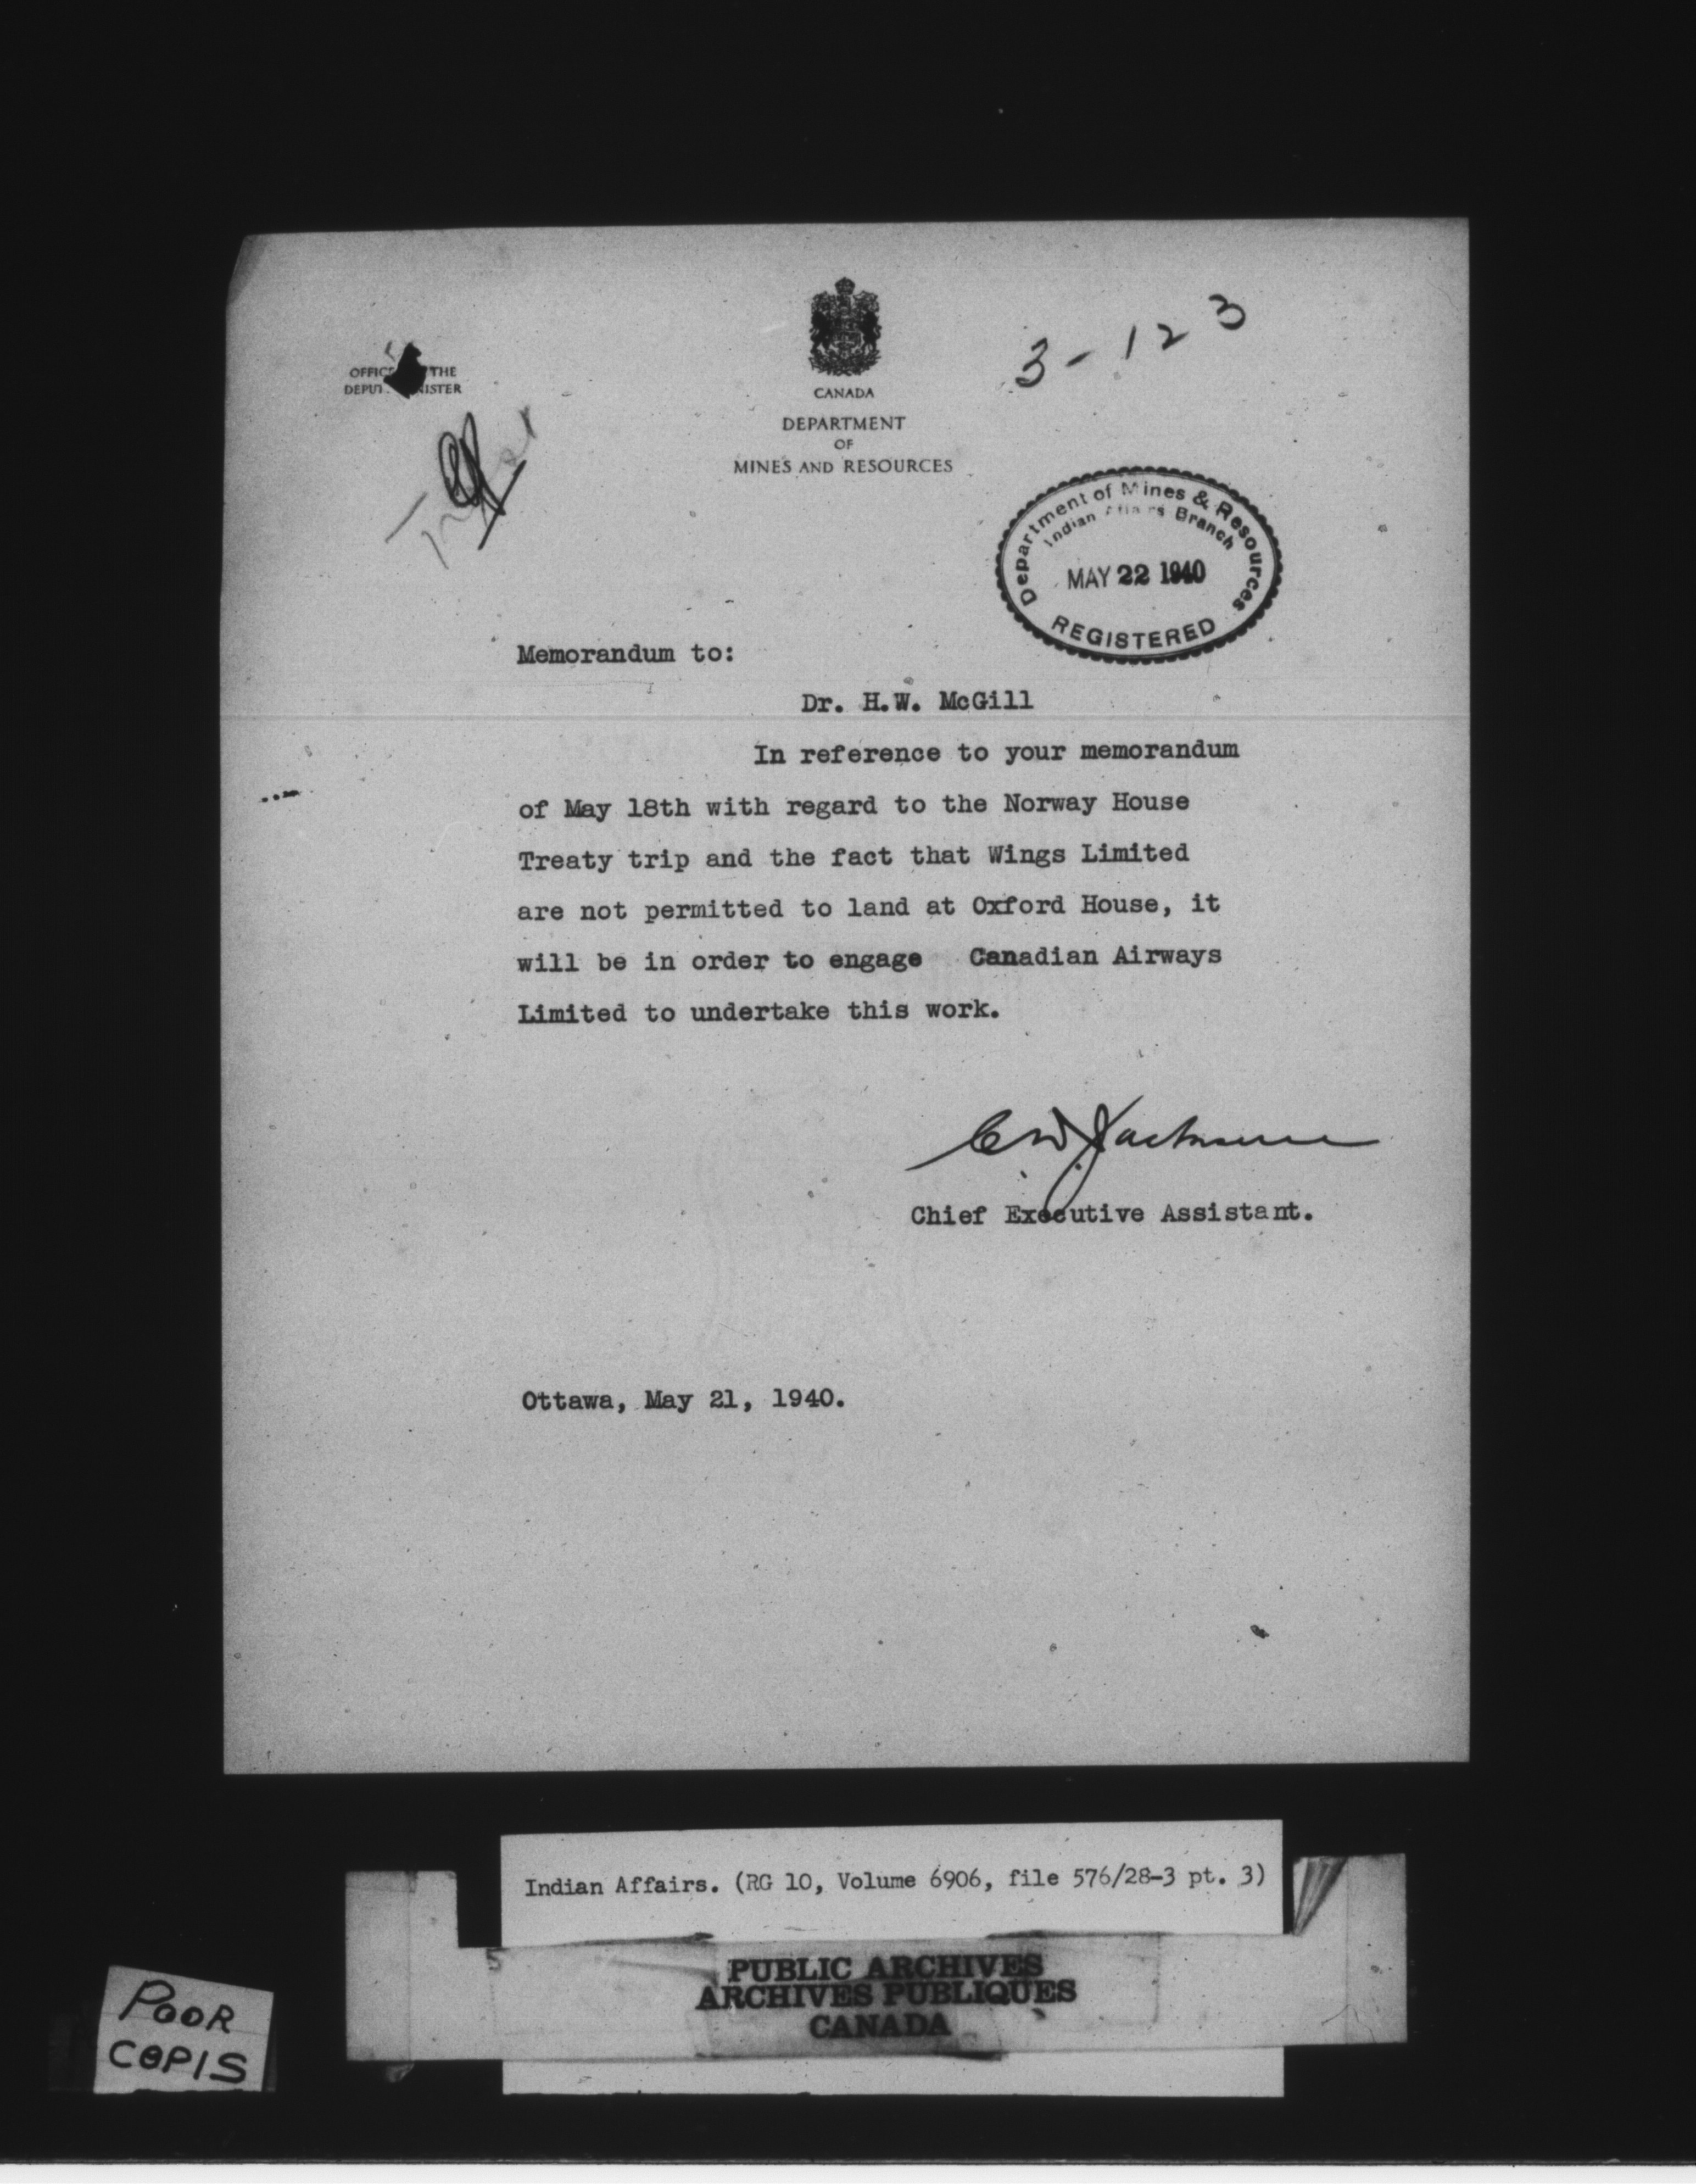 3-123
OFFICE THE
DEPUT NISTER
CANADA
DEPARTMENT
OF
MINES AND RESOURCES
Department of Mines & Resources
Indian Affairs Branch
MAY 22 1940
REGISTERED
Memorandum to:
Dr. H.W. McGill
In reference to your memorandum
of May 18th with regard to the Norway House
Treaty trip and the fact that Wings Limited
are not permitted to land at Oxford House, it
will be in order to engage Canadian Airways
Limited to undertake this work.
C W Jackson
Chief Executive Assistant.
Ottawa, May 21, 1940.
Indian Affairs. (RG 10, Volume 6906, file 576/28-3 pt. 3)
PUBLIC ARCHIVES
ARCHIVES PUBLIQUES
CANADA
POOR
COPIS